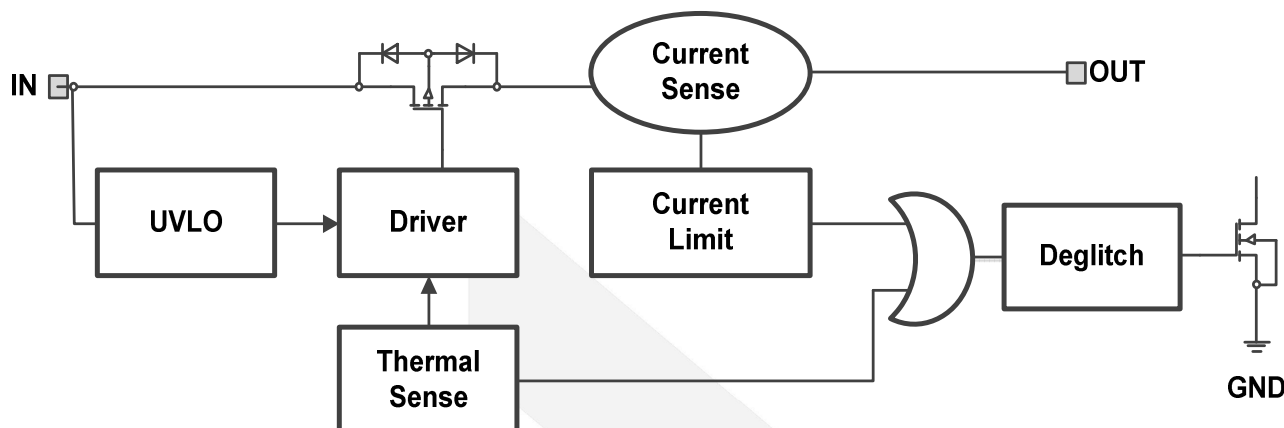 Current
Sense
IN
OUT
UVLO
Driver
Current
Limit
Deglitch
Thermal
Sense
GND